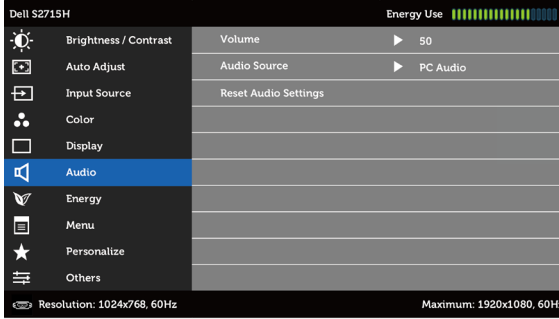 Dell S2715H
Energy Use
Brightness / Contrast
Auto Adjust
Input Source
Color
Display
Audio
Energy
Menu
Personalize
Others
Volume 50
Audio Source PC Audio
Reset Audio Settings
Resolution: 1024x768, 60Hz
Maximum: 1920x1080, 60H